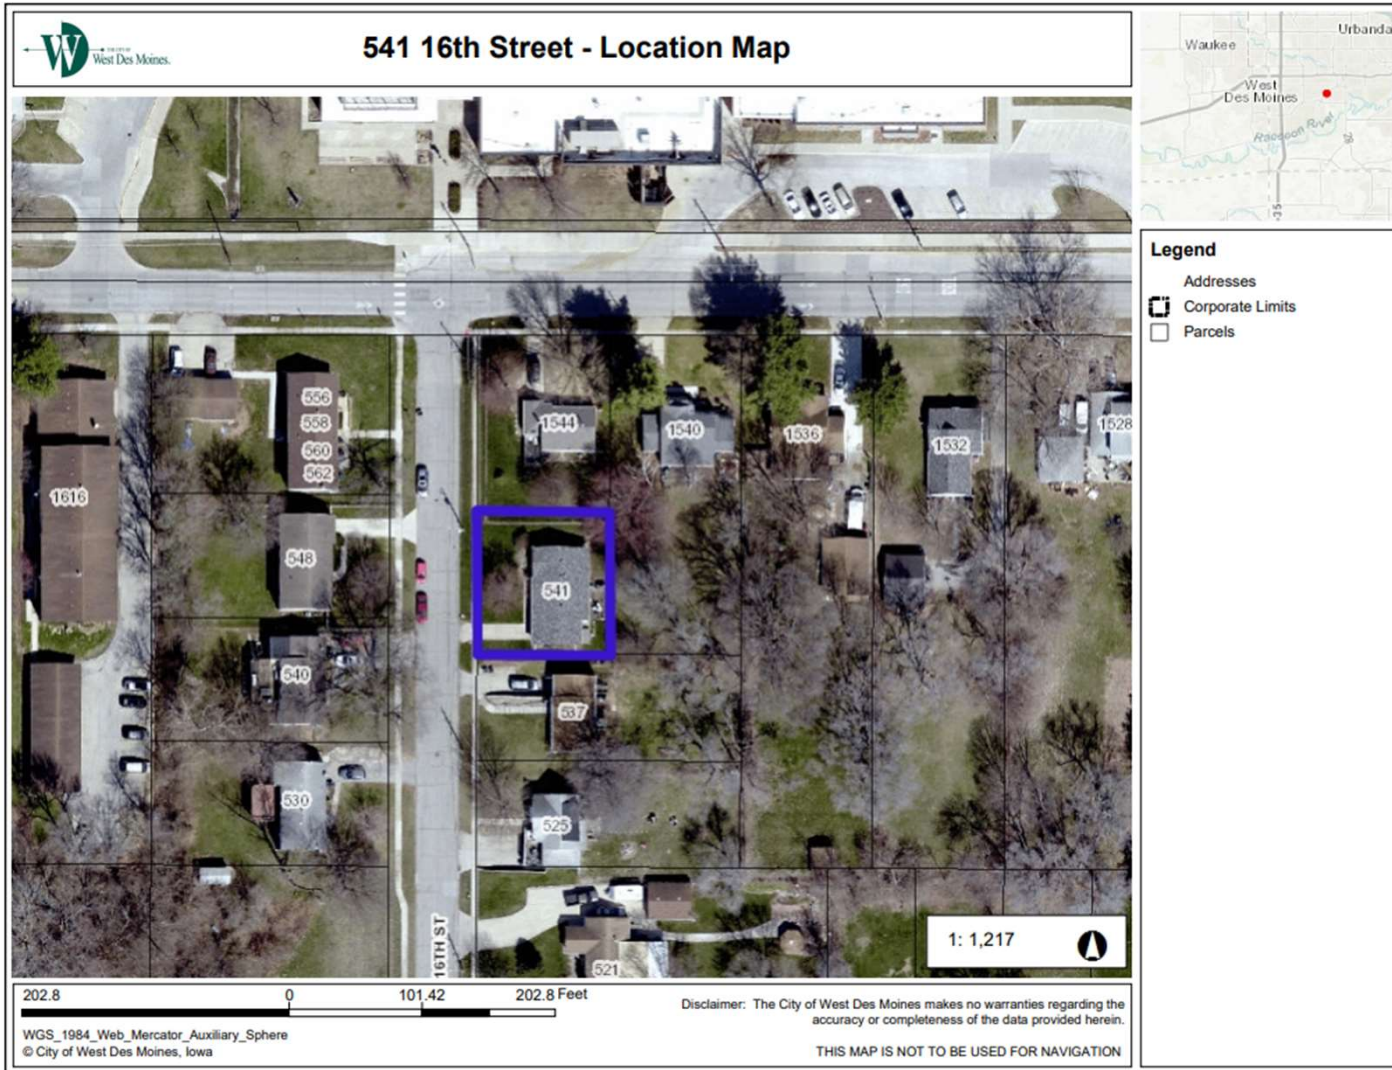 THE CITY OF
West Des Moines.
541 16th Street - Location Map
Urbanda
Waukee
West
Des Moines
Raccoon River
28
-35
Legend
Addresses
Corporate Limits
Parcels
556
558
560
562
1544
1540
1536
1532
1528
1616
548
541
540
537
530
525
521
16TH ST
1: 1,217
202.8
0
101.42
202.8 Feet
WGS_1984_Web_Mercator_Auxiliary_Sphere
© City of West Des Moines, Iowa
Disclaimer: The City of West Des Moines makes no warranties regarding the
accuracy or completeness of the data provided herein.
THIS MAP IS NOT TO BE USED FOR NAVIGATION